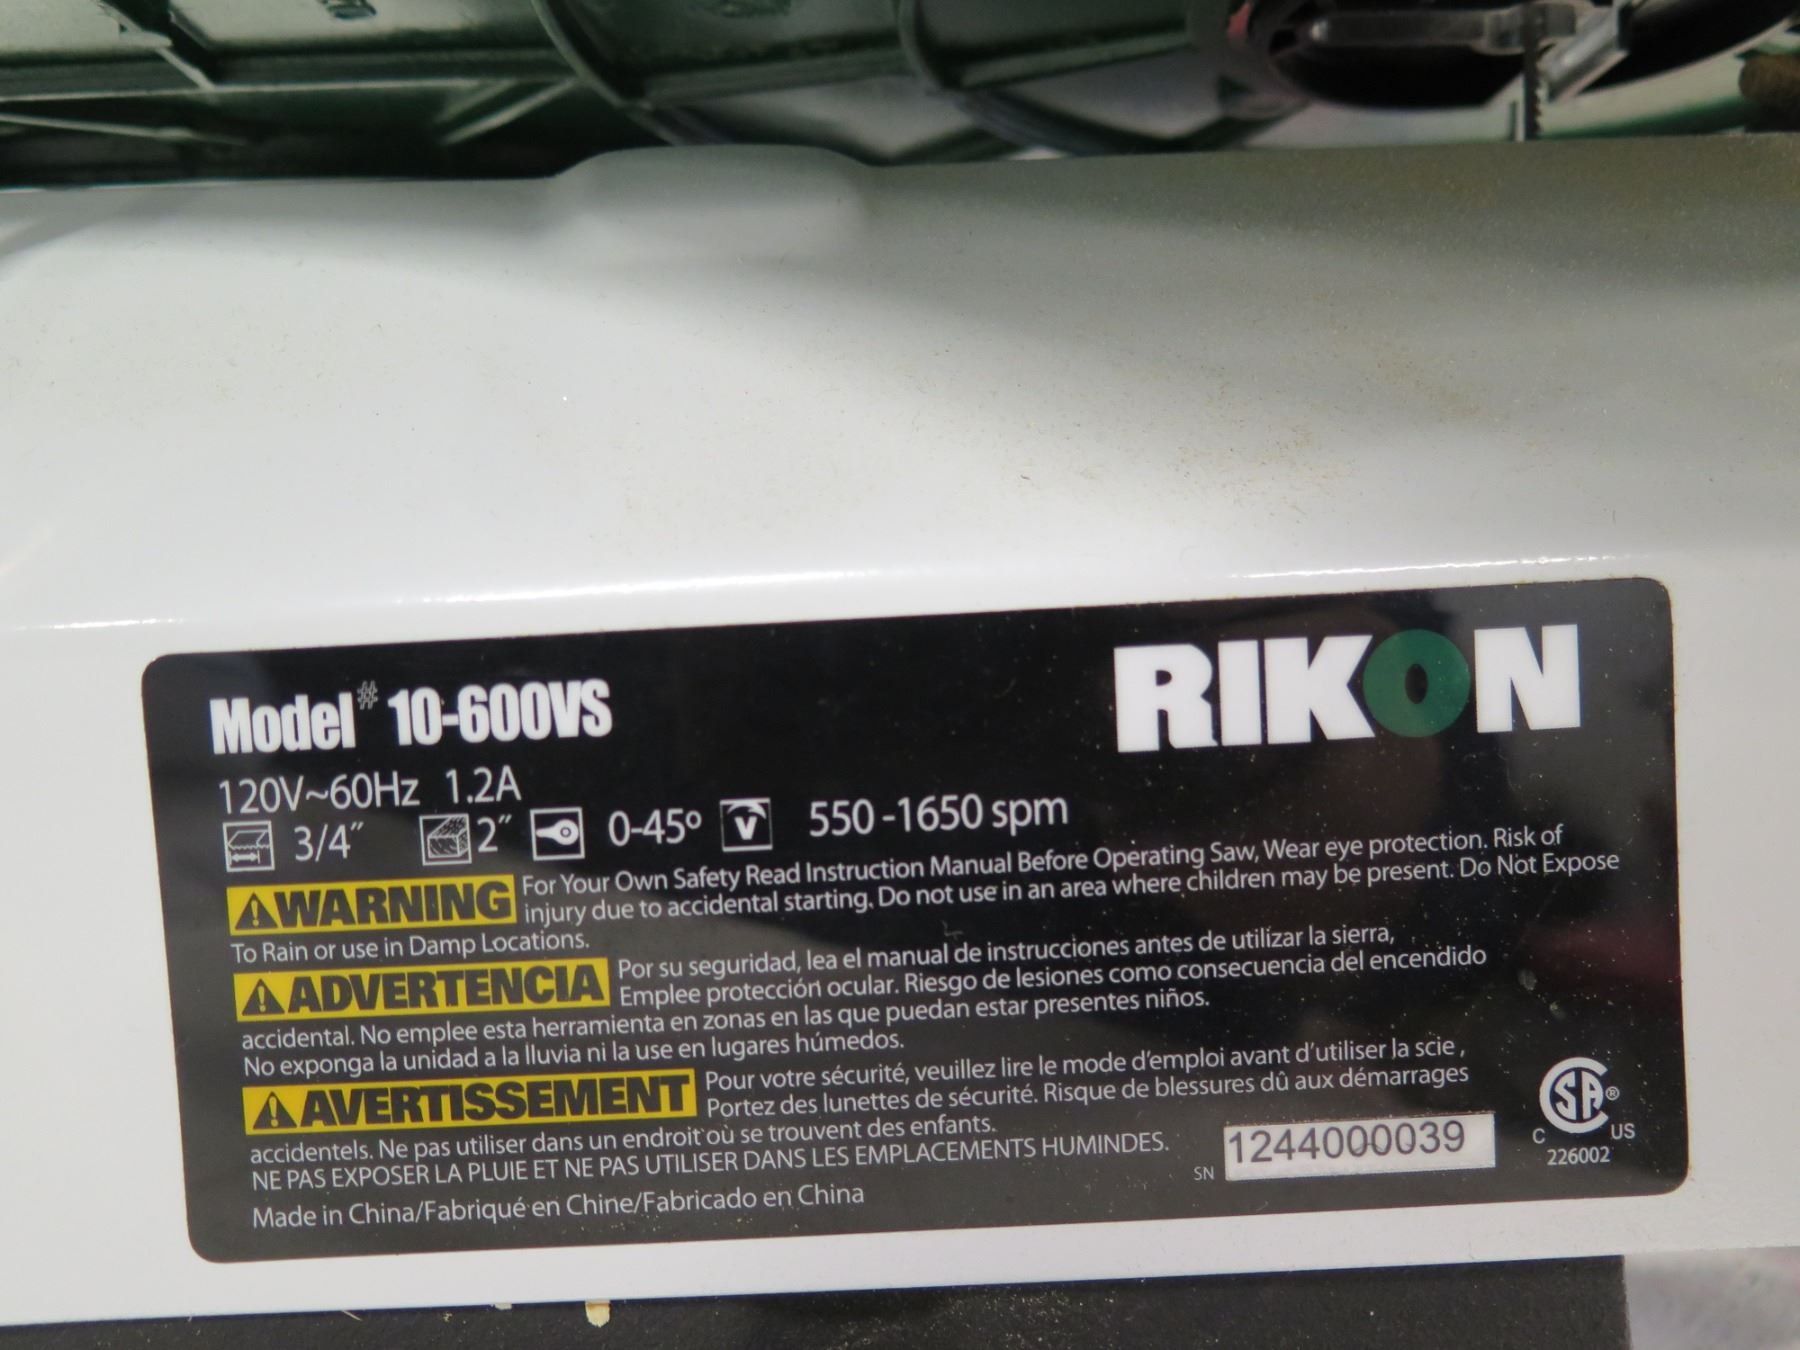 Model# 10-600VS
RIKON
120V~60Hz 1.2A
3/4″ 2″ 0-45º V 550-1650 spm
WARNING For Your Own Safety Read Instruction Manual Before Operating Saw, Wear eye protection. Risk of
injury due to accidental starting. Do not use in an area where children may be present. Do Not Expose
To Rain or use in Damp Locations.
ADVERTENCIA Por su seguridad, lea el manual de instrucciones antes de utilizar la sierra,
Emplee protección ocular. Riesgo de lesiones como consecuencia del encendido
accidental. No emplee esta herramienta en zonas en las que puedan estar presentes niños.
No exponga la unidad a la lluvia ni la use en lugares húmedos.
AVERTISSEMENT Pour votre sécurité, veuillez lire le mode d'emploi avant d'utiliser la scie,
Portez des lunettes de sécurité. Risque de blessures dû aux démarrages
accidentels. Ne pas utiliser dans un endroit où se trouvent des enfants.
NE PAS EXPOSER LA PLUIE ET NE PAS UTILISER DANS LES EMPLACEMENTS HUMINDES.
Made in China/Fabriqué en Chine/Fabricado en China
SN 1244000039
SA®
C US
226002